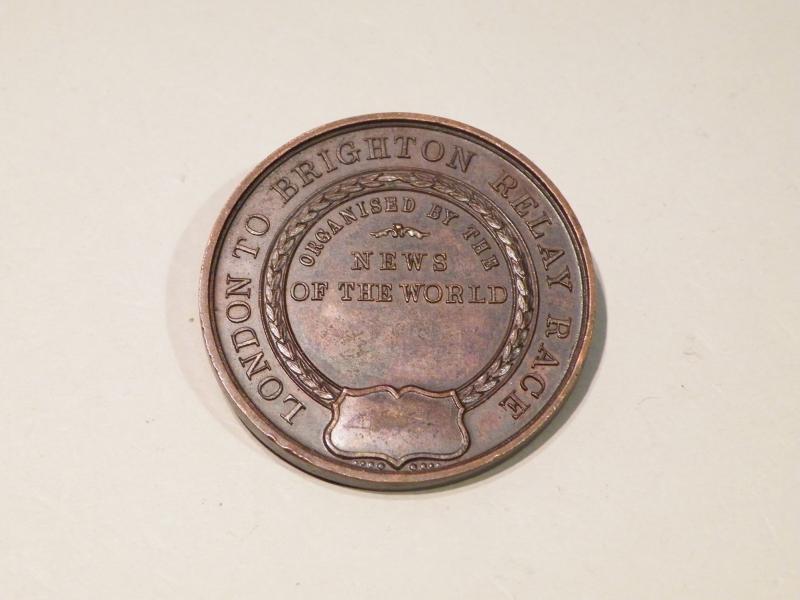 LONDON TO BRIGHTON RELAY RACE
ORGANISED BY THE
NEWS
OF THE WORLD